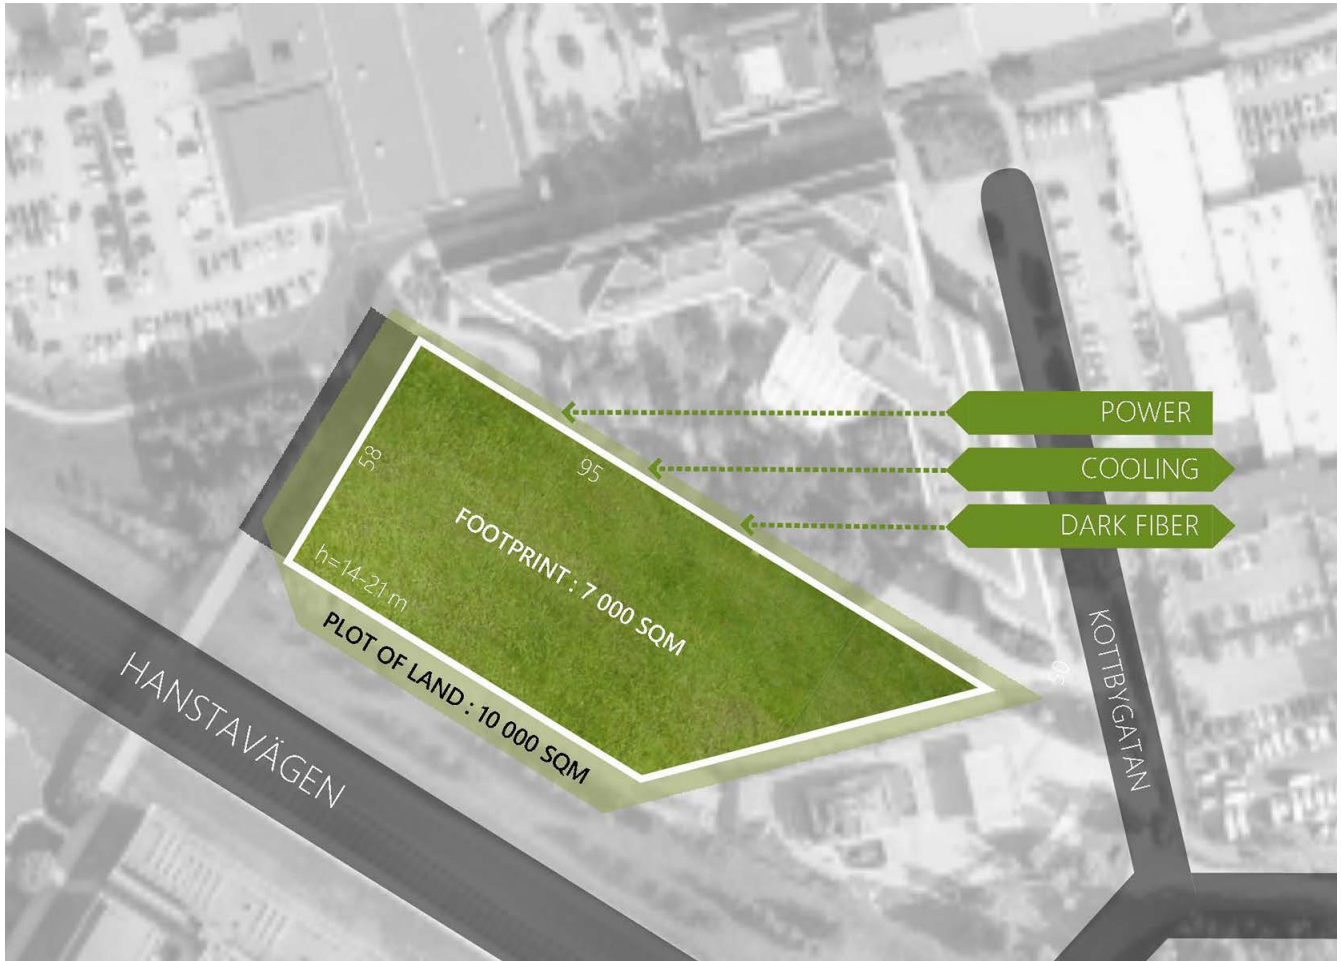 POWER
COOLING
DARK FIBER
58
95
FOOTPRINT : 7 000 SQM
h=14-21 m
PLOT OF LAND : 10 000 SQM
50
HANSTAVÄGEN
KOTTBYGATAN